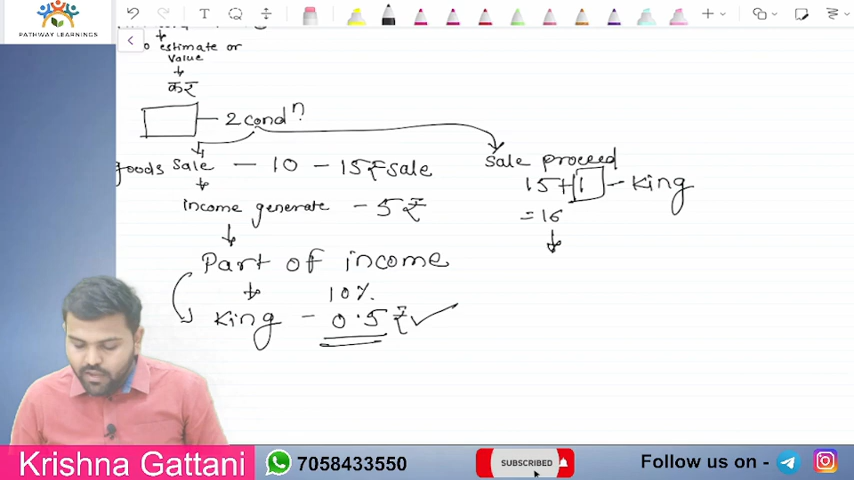 PATHWAY LEARNINGS
o estimate or
value
कर
2 condn
goods sale — 10 — 15₹ sale
income generate — 5 ₹
Part of income
10%
King — 0.5 ₹
sale proceed
15+1 — King
=16
Krishna Gattani
7058433550
SUBSCRIBED
Follow us on -